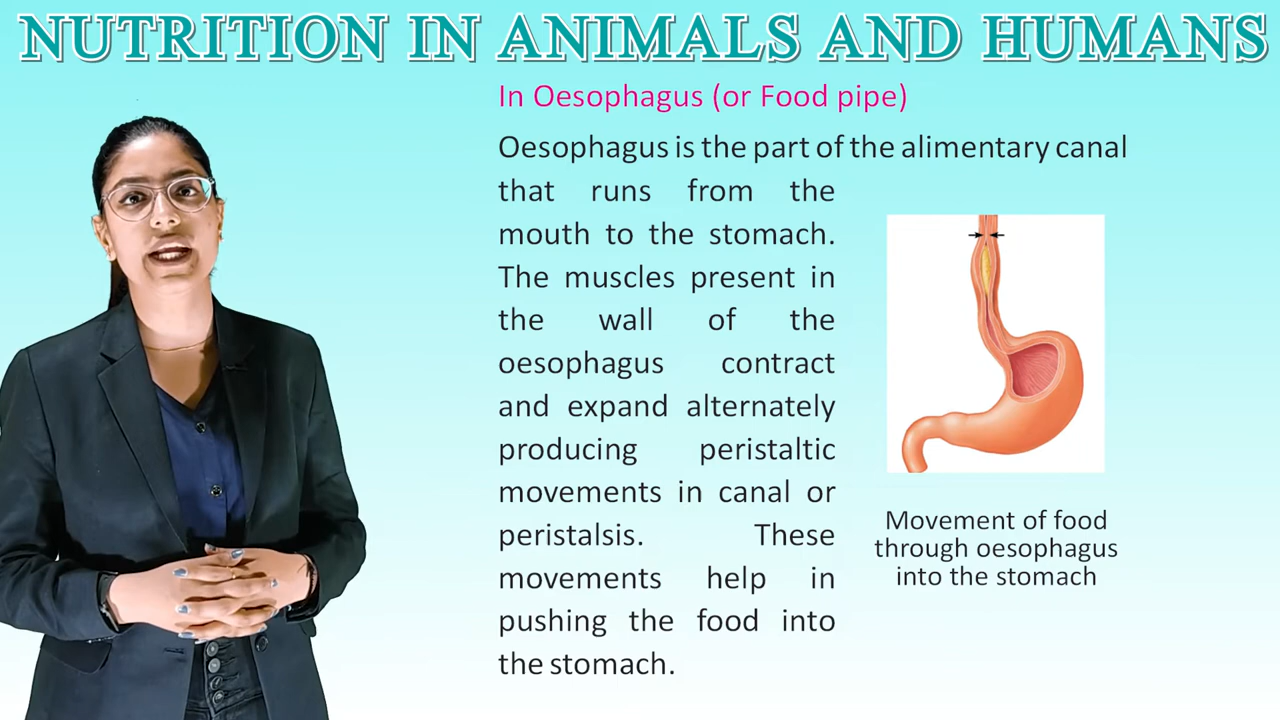 NUTRITION IN ANIMALS AND HUMANS
In Oesophagus (or Food pipe)
Oesophagus is the part of the alimentary canal
that runs from the
mouth to the stomach.
The muscles present in
the wall of the
oesophagus contract
and expand alternately
producing peristaltic
movements in canal or
peristalsis. These
movements help in
pushing the food into
the stomach.
Movement of food
through oesophagus
into the stomach